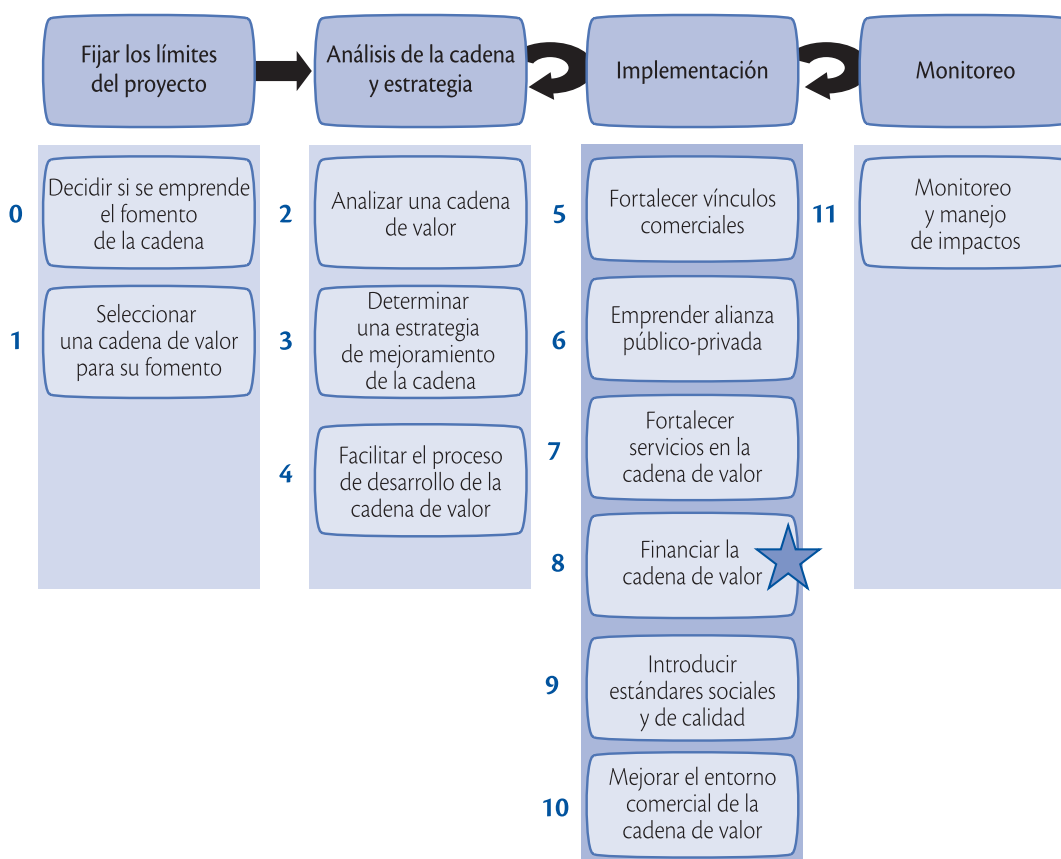 Fijar los límites
del proyecto
Análisis de la cadena
y estrategia
Implementación
Monitoreo
0
Decidir si se emprende
el fomento
de la cadena
1
Seleccionar
una cadena de valor
para su fomento
2
Analizar una cadena
de valor
3
Determinar
una estrategia
de mejoramiento
de la cadena
4
Facilitar el proceso
de desarrollo de la
cadena de valor
5
Fortalecer vínculos
comerciales
6
Emprender alianza
público-privada
7
Fortalecer
servicios en la
cadena de valor
8
Financiar la
cadena de valor
9
Introducir
estándares sociales
y de calidad
10
Mejorar el entorno
comercial de la
cadena de valor
11
Monitoreo
y manejo
de impactos